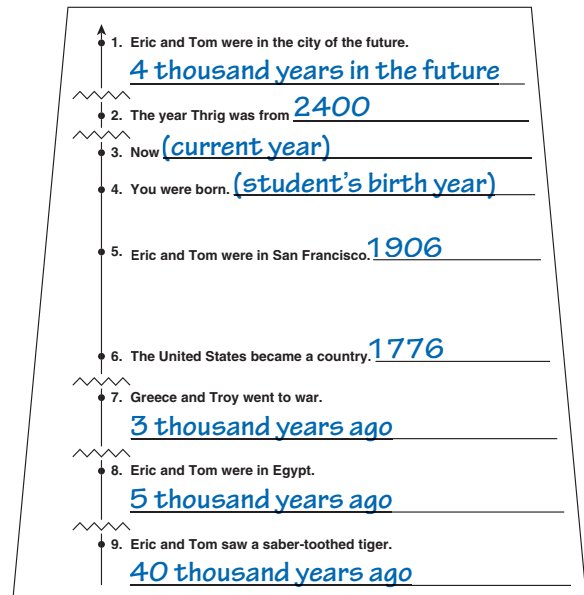 1. Eric and Tom were in the city of the future.
4 thousand years in the future
2. The year Thrig was from 2400
3. Now (current year)
4. You were born. (student's birth year)
5. Eric and Tom were in San Francisco. 1906
6. The United States became a country. 1776
7. Greece and Troy went to war.
3 thousand years ago
8. Eric and Tom were in Egypt.
5 thousand years ago
9. Eric and Tom saw a saber-toothed tiger.
40 thousand years ago